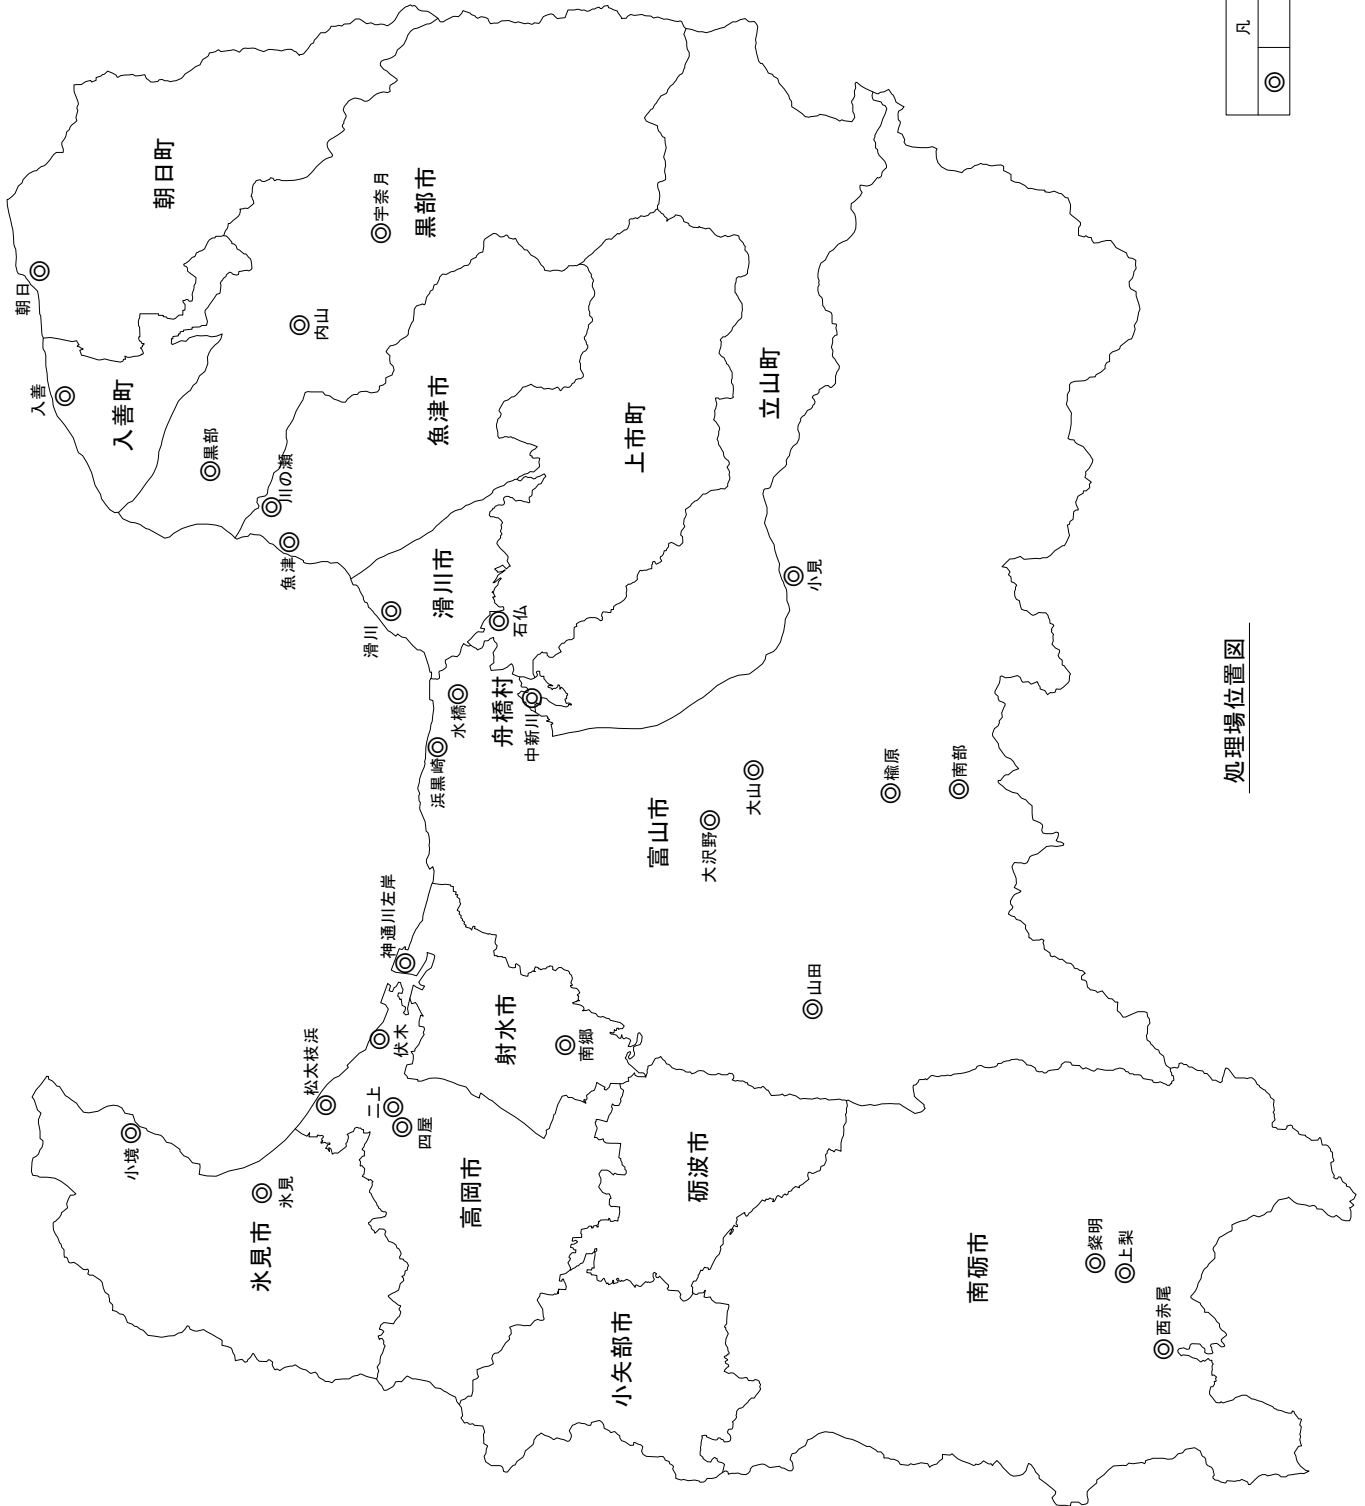 処理場位置図
凡
小境
氷見
氷見市
松太枝浜
二上
四屋
伏木
高岡市
小矢部市
砺波市
南砺市
西赤尾
上梨
神通川左岸
射水市
南郷
山田
富山市
大沢野
大山
楡原
南部
浜黒崎
水橋
舟橋村
中新川
石仏
滑川市
滑川
小見
立山町
上市町
魚津市
魚津
川の瀬
黒部
内山
宇奈月
黒部市
入善
入善町
朝日
朝日町